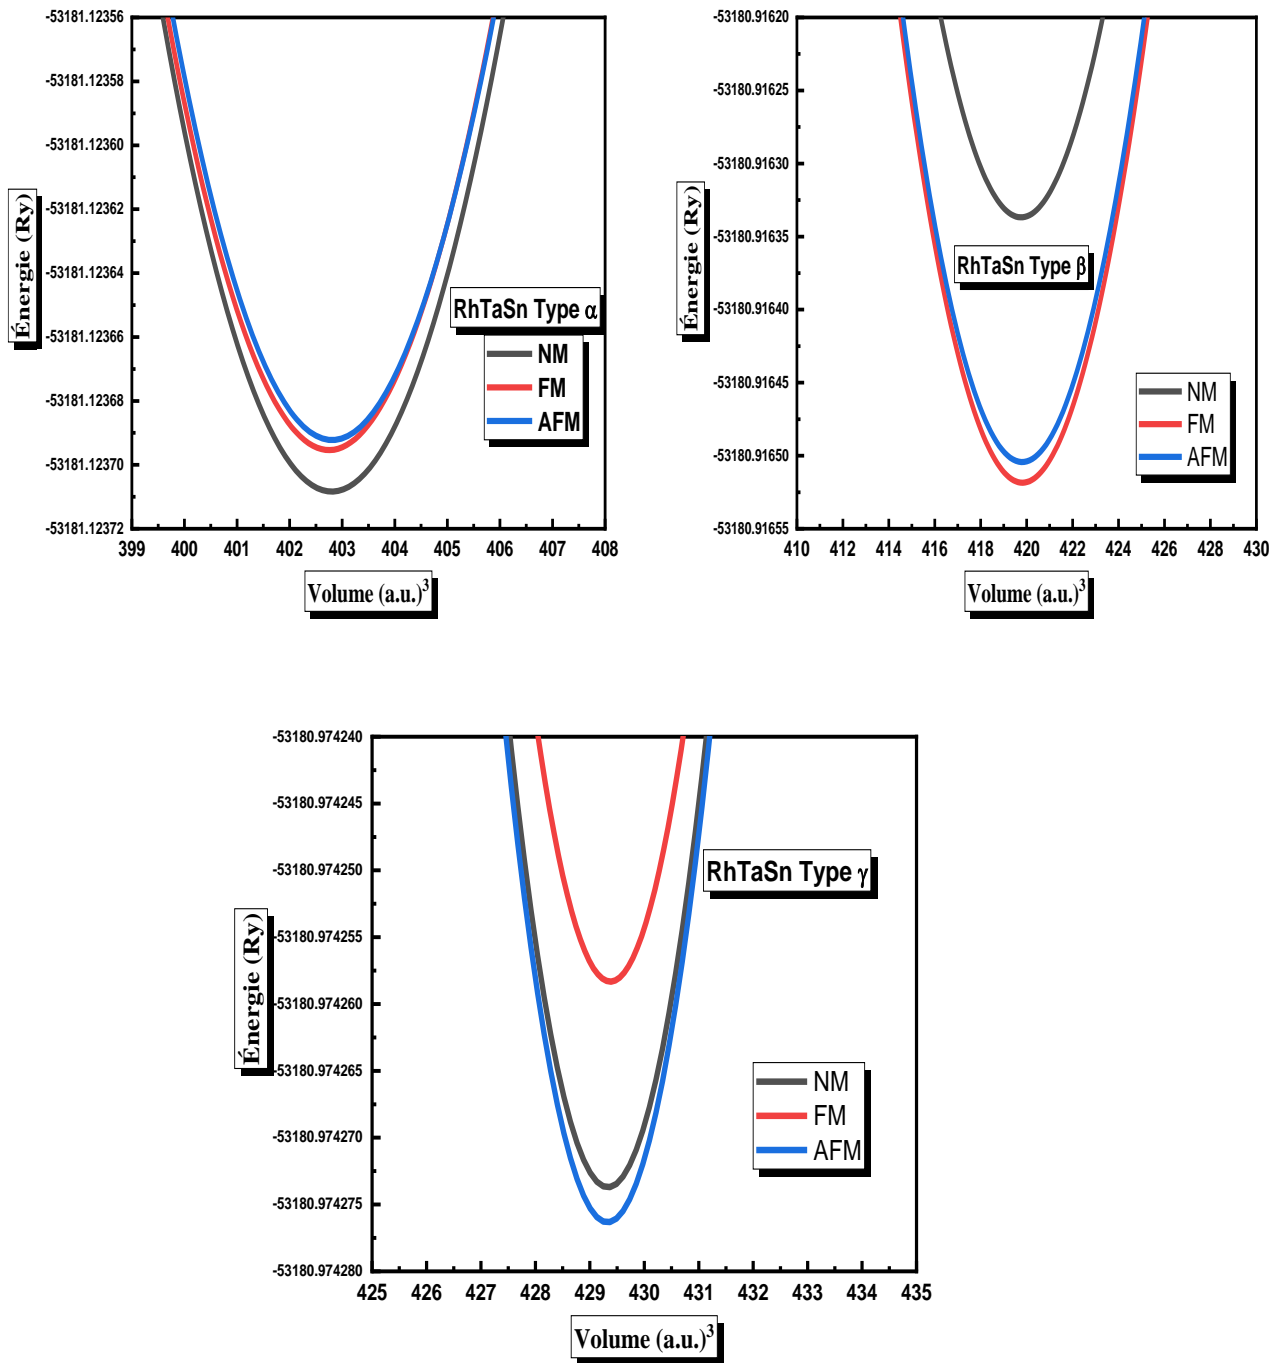 -53181.12356
-53181.12358
-53181.12360
-53181.12362
-53181.12364
-53181.12366
-53181.12368
-53181.12370
-53181.12372
399 400 401 402 403 404 405 406 407 408
Énergie (Ry)
Volume (a.u.)³
RhTaSn Type α
NM
FM
AFM
-53180.91620
-53180.91625
-53180.91630
-53180.91635
-53180.91640
-53180.91645
-53180.91650
-53180.91655
410 412 414 416 418 420 422 424 426 428 430
Énergie (Ry)
Volume (a.u.)³
RhTaSn Type β
NM
FM
AFM
-53180.974240
-53180.974245
-53180.974250
-53180.974255
-53180.974260
-53180.974265
-53180.974270
-53180.974275
-53180.974280
425 426 427 428 429 430 431 432 433 434 435
Énergie (Ry)
Volume (a.u.)³
RhTaSn Type γ
NM
FM
AFM